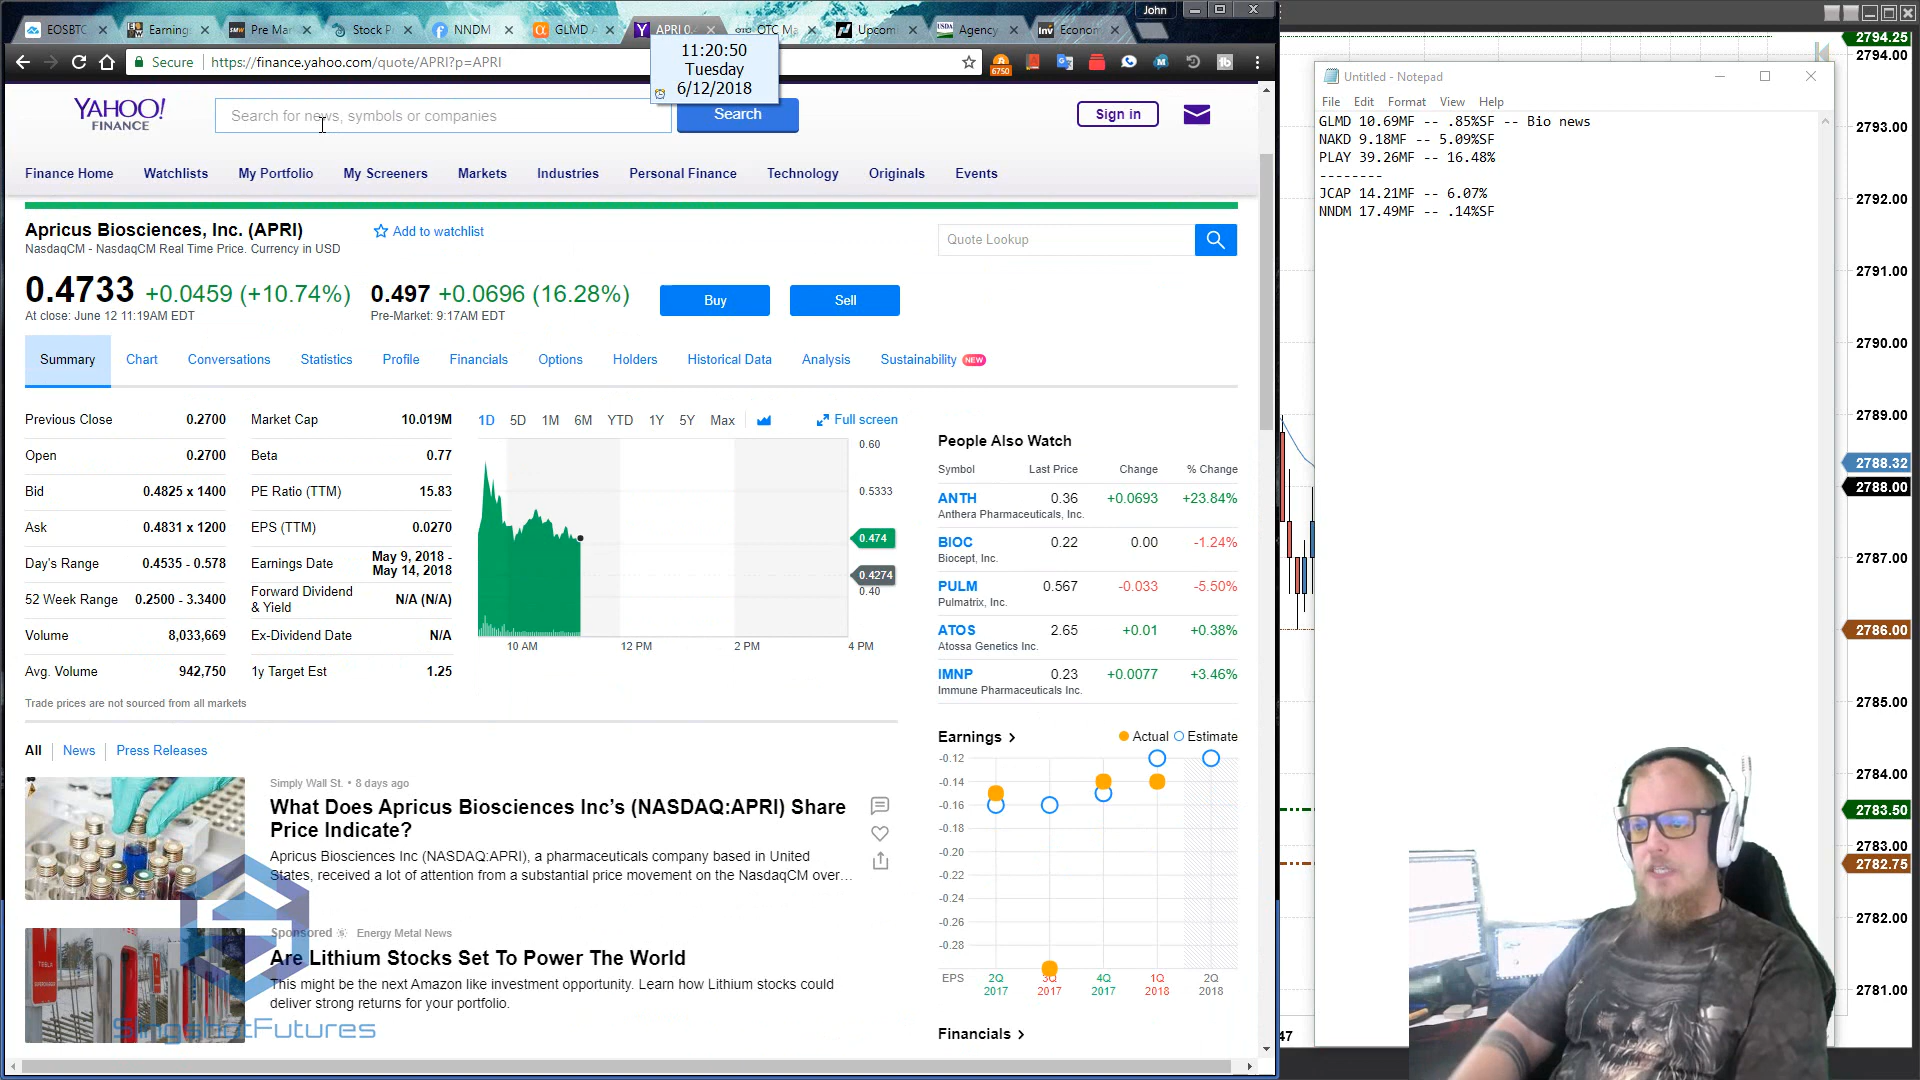 EOSBTC
Earning
Pre Mar
Stock P
NNDM
GLMD
APRI 0.
OTC Ma
Upcom
Agency
Econom
John
Secure
https://finance.yahoo.com/quote/APRI?p=APRI
11:20:50
Tuesday
6/12/2018
6750
YAHOO!
FINANCE
Search for news, symbols or companies
Search
Sign in
Finance Home
Watchlists
My Portfolio
My Screeners
Markets
Industries
Personal Finance
Technology
Originals
Events
Apricus Biosciences, Inc. (APRI)
Add to watchlist
NasdaqCM - NasdaqCM Real Time Price. Currency in USD
Quote Lookup
0.4733 +0.0459 (+10.74%)
At close: June 12 11:19AM EDT
0.497 +0.0696 (16.28%)
Pre-Market: 9:17AM EDT
Buy
Sell
Summary
Chart
Conversations
Statistics
Profile
Financials
Options
Holders
Historical Data
Analysis
Sustainability NEW
Previous Close 0.2700
Open 0.2700
Bid 0.4825 x 1400
Ask 0.4831 x 1200
Day's Range 0.4535 - 0.578
52 Week Range 0.2500 - 3.3400
Volume 8,033,669
Avg. Volume 942,750
Market Cap 10.019M
Beta 0.77
PE Ratio (TTM) 15.83
EPS (TTM) 0.0270
Earnings Date May 9, 2018 -
May 14, 2018
Forward Dividend
& Yield N/A (N/A)
Ex-Dividend Date N/A
1y Target Est 1.25
Trade prices are not sourced from all markets
1D 5D 1M 6M YTD 1Y 5Y Max
Full screen
0.60
0.5333
0.474
0.4274
0.40
10 AM
12 PM
2 PM
4 PM
People Also Watch
Symbol Last Price Change % Change
ANTH 0.36 +0.0693 +23.84%
Anthera Pharmaceuticals, Inc.
BIOC 0.22 0.00 -1.24%
Biocept, Inc.
PULM 0.567 -0.033 -5.50%
Pulmatrix, Inc.
ATOS 2.65 +0.01 +0.38%
Atossa Genetics Inc.
IMNP 0.23 +0.0077 +3.46%
Immune Pharmaceuticals Inc.
Earnings
Actual Estimate
-0.12
-0.14
-0.16
-0.18
-0.20
-0.22
-0.24
-0.26
-0.28
EPS
2Q 3Q 4Q 1Q 2Q
2017 2017 2017 2018 2018
Financials
All
News
Press Releases
Simply Wall St. • 8 days ago
What Does Apricus Biosciences Inc's (NASDAQ:APRI) Share
Price Indicate?
Apricus Biosciences Inc (NASDAQ:APRI), a pharmaceuticals company based in United
States, received a lot of attention from a substantial price movement on the NasdaqCM over...
Sponsored Energy Metal News
Are Lithium Stocks Set To Power The World
This might be the next Amazon like investment opportunity. Learn how Lithium stocks could
deliver strong returns for your portfolio.
SlingshotFutures
Untitled - Notepad
File Edit Format View Help
GLMD 10.69MF -- .85%SF -- Bio news
NAKD 9.18MF -- 5.09%SF
PLAY 39.26MF -- 16.48%
--------
JCAP 14.21MF -- 6.07%
NNDM 17.49MF -- .14%SF
2794.25
2794.00
2793.00
2792.00
2791.00
2790.00
2789.00
2788.32
2788.00
2787.00
2786.00
2785.00
2784.00
2783.50
2783.00
2782.75
2782.00
2781.00
:47